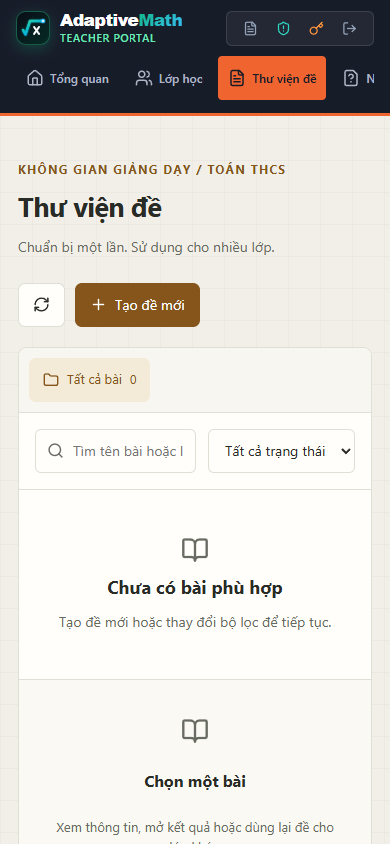 AdaptiveMath
TEACHER PORTAL
Tổng quan
Lớp học
Thư viện đề
N
KHÔNG GIAN GIẢNG DẠY / TOÁN THCS
Thư viện đề
Chuẩn bị một lần. Sử dụng cho nhiều lớp.
Tạo đề mới
Tất cả bài 0
Tìm tên bài hoặc l
Tất cả trạng thái
Chưa có bài phù hợp
Tạo đề mới hoặc thay đổi bộ lọc để tiếp tục.
Chọn một bài
Xem thông tin, mở kết quả hoặc dùng lại đề cho